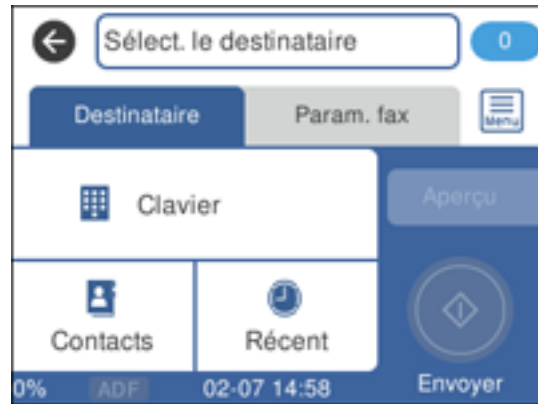 Sélect. le destinataire
0
Destinataire
Param. fax
Menu
Clavier
Aperçu
Contacts
Récent
0%
ADF
02-07 14:58
Envoyer